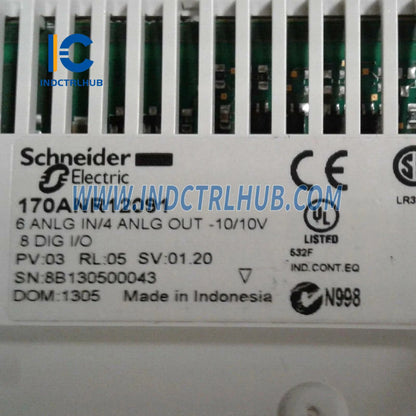 IC
INDCTRLHUB
Schneider
Electric
WWW.INDCTRLHUB.COM
170ANR12091
6 ANLG IN/4 ANLG OUT -10/10V
8 DIG I/O
PV:03 RL:05 SV:01.20
SN:8B130500043
DOM:1305 Made in Indonesia
CE
UL
LISTED
632F
IND.CONT.EQ
N998
LR3